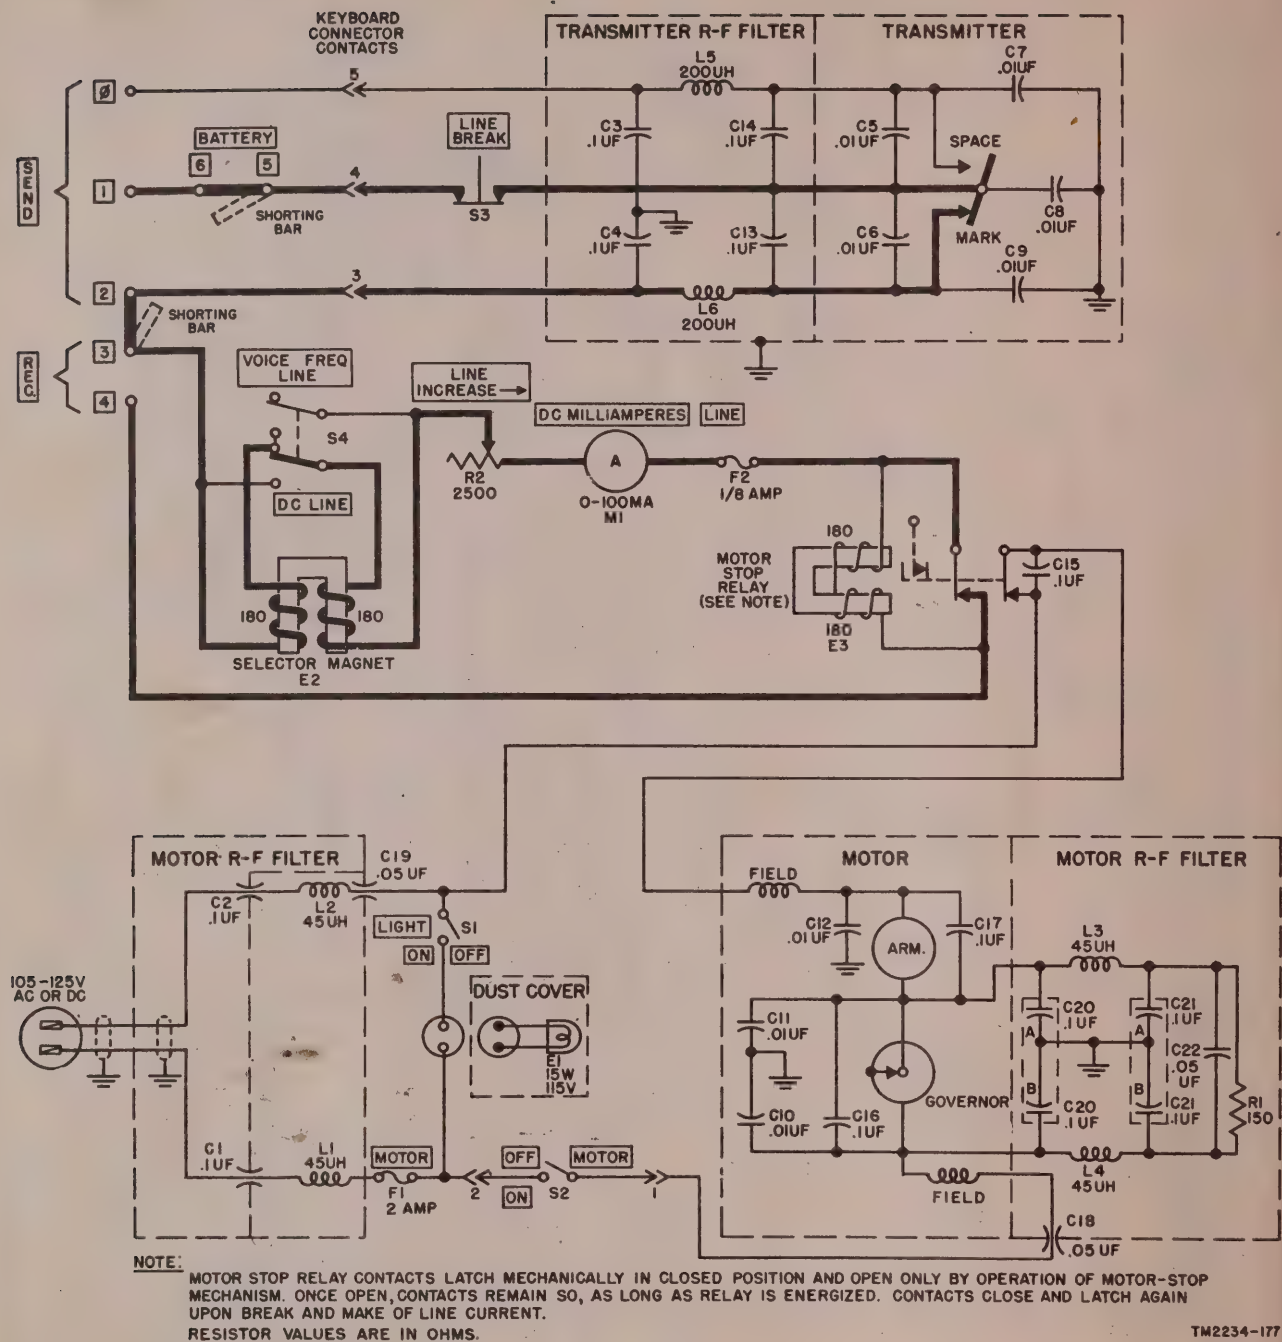 KEYBOARD
CONNECTOR
CONTACTS
TRANSMITTER R-F FILTER
TRANSMITTER
SEND
Ø
5
L5
200UH
C7
.01UF
BATTERY
6
5
LINE
BREAK
C3
.1UF
C14
.1UF
C5
.01UF
SPACE
1
4
SHORTING
BAR
S3
C4
.1UF
C13
.1UF
C6
.01UF
MARK
C8
.01UF
C9
.01UF
2
3
L6
200UH
SHORTING
BAR
REC.
3
4
VOICE FREQ
LINE
S4
DC LINE
LINE
INCREASE→
DC MILLIAMPERES
LINE
R2
2500
A
0-100MA
M1
F2
1/8 AMP
180
180
SELECTOR MAGNET
E2
MOTOR
STOP
RELAY
(SEE NOTE)
180
180
E3
C15
.1UF
MOTOR R-F FILTER
C19
.05 UF
C2
.1UF
L2
45UH
LIGHT
S1
ON
OFF
105-125V
AC OR DC
DUST COVER
E1
15W
115V
C1
.1UF
L1
45UH
MOTOR
F1
2 AMP
2
OFF
ON
S2
MOTOR
1
MOTOR
MOTOR R-F FILTER
FIELD
C12
.01UF
ARM.
C17
.1UF
L3
45UH
C11
.01UF
C20
.1UF
A
C21
.1UF
A
C22
.05
UF
GOVERNOR
B
C20
.1UF
B
C21
.1UF
R1
150
C10
.01UF
C16
.1UF
L4
45UH
FIELD
C18
.05 UF
NOTE:
MOTOR STOP RELAY CONTACTS LATCH MECHANICALLY IN CLOSED POSITION AND OPEN ONLY BY OPERATION OF MOTOR-STOP
MECHANISM. ONCE OPEN, CONTACTS REMAIN SO, AS LONG AS RELAY IS ENERGIZED. CONTACTS CLOSE AND LATCH AGAIN
UPON BREAK AND MAKE OF LINE CURRENT.
RESISTOR VALUES ARE IN OHMS.
TM2234-177